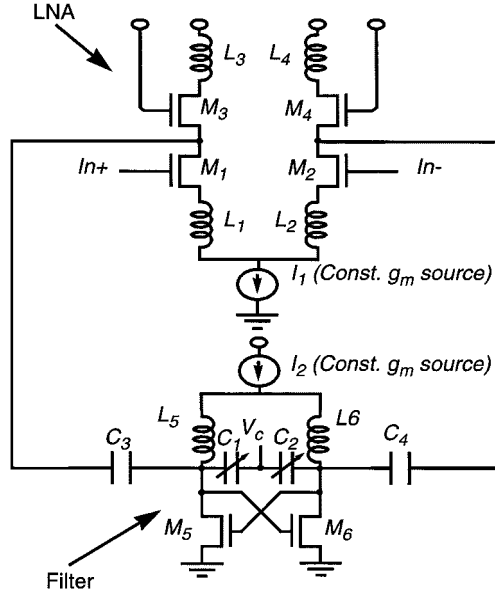 LNA
L3 L4
M3 M4
In+ M1 M2 In-
L1 L2
I1 (Const. gm source)
I2 (Const. gm source)
L5 L6
C3 C1 Vc C2 C4
M5 M6
Filter